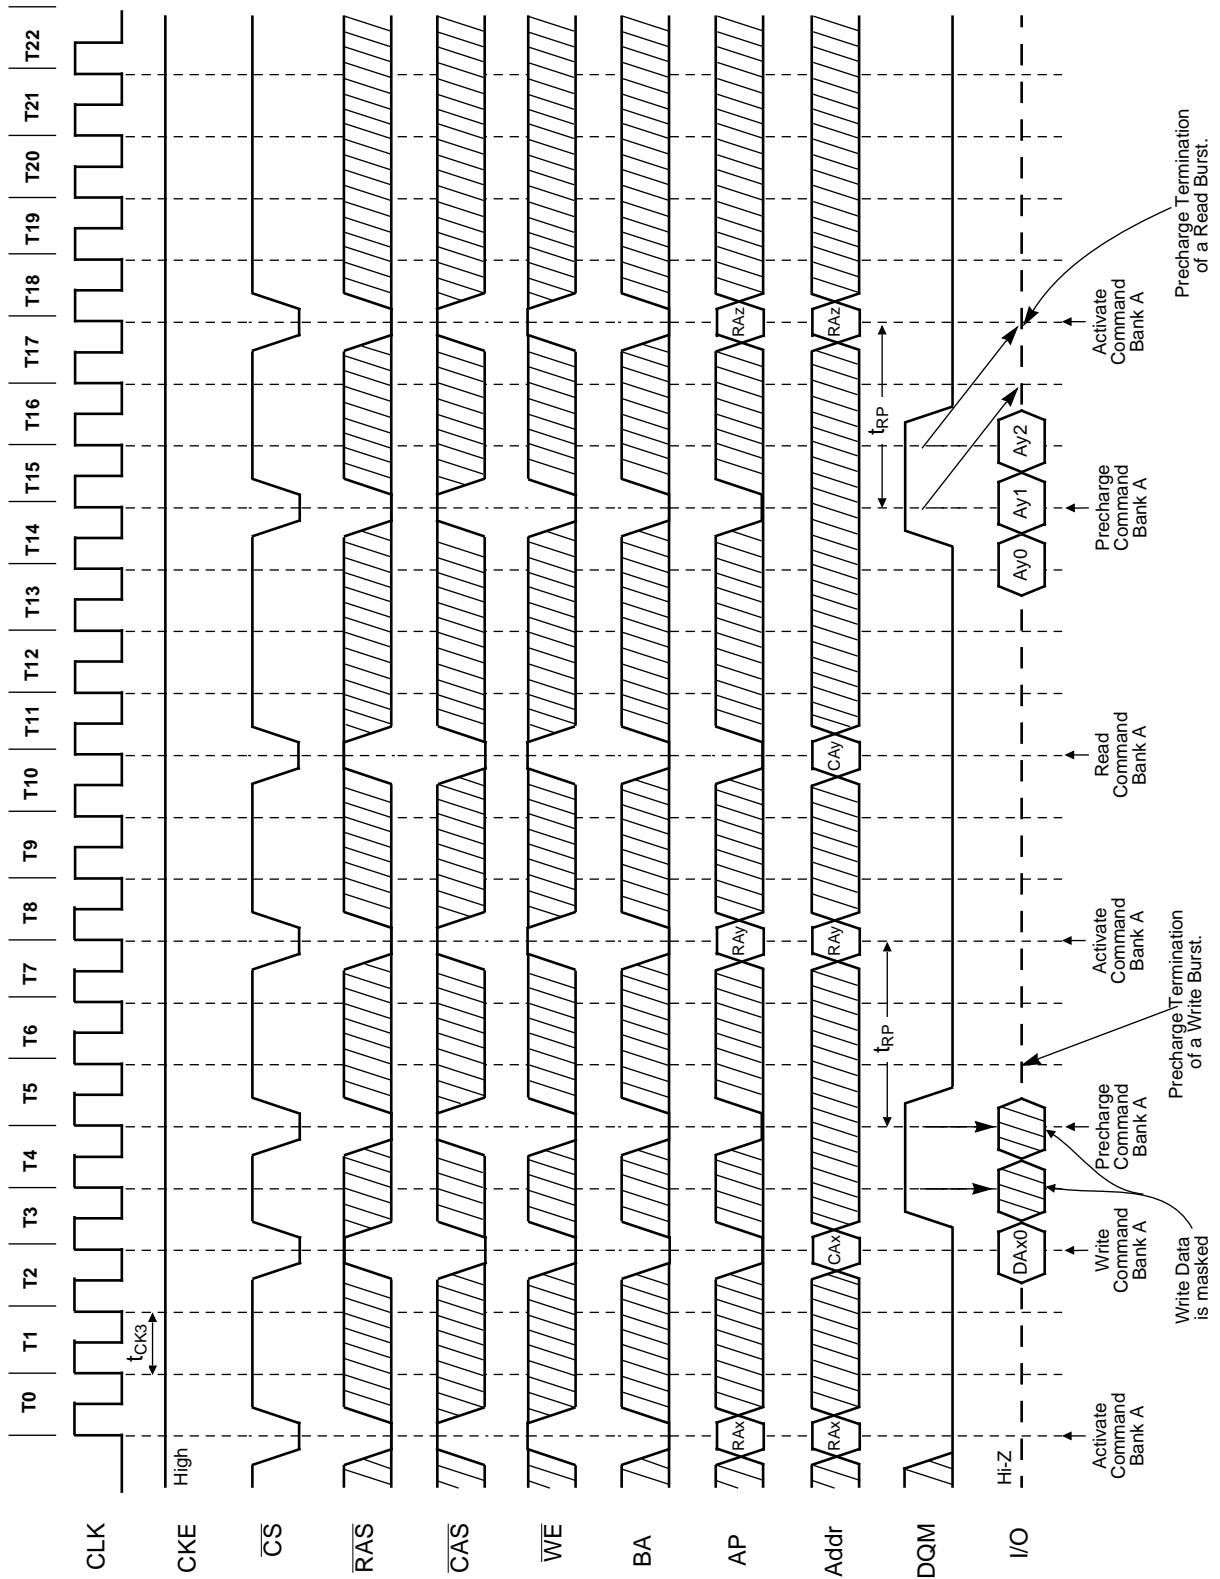 T0 T1 T2 T3 T4 T5 T6 T7 T8 T9 T10 T11 T12 T13 T14 T15 T16 T17 T18 T19 T20 T21 T22
CLK
tCK3
CKE
High
CS
RAS
CAS
WE
BA
AP
RAx
RAy
RAz
Addr
RAx
CAx
RAy
CAy
RAz
tRP
tRP
DQM
I/O
Hi-Z
DAx0
Ay0
Ay1
Ay2
Activate
Command
Bank A
Write
Command
Bank A
Precharge
Command
Bank A
Activate
Command
Bank A
Read
Command
Bank A
Precharge
Command
Bank A
Activate
Command
Bank A
Write Data
is masked
Precharge Termination
of a Write Burst.
Precharge Termination
of a Read Burst.